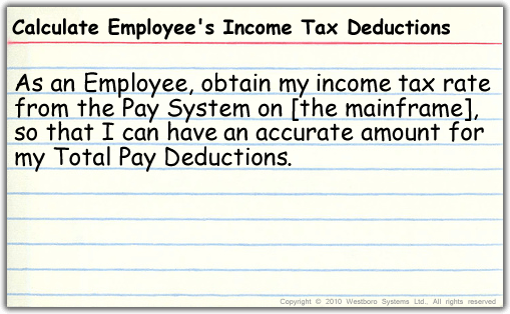 Calculate Employee's Income Tax Deductions
As an Employee, obtain my income tax rate
from the Pay System on [the mainframe],
so that I can have an accurate amount for
my Total Pay Deductions.
Copyright © 2010 Westboro Systems Ltd., All rights reserved